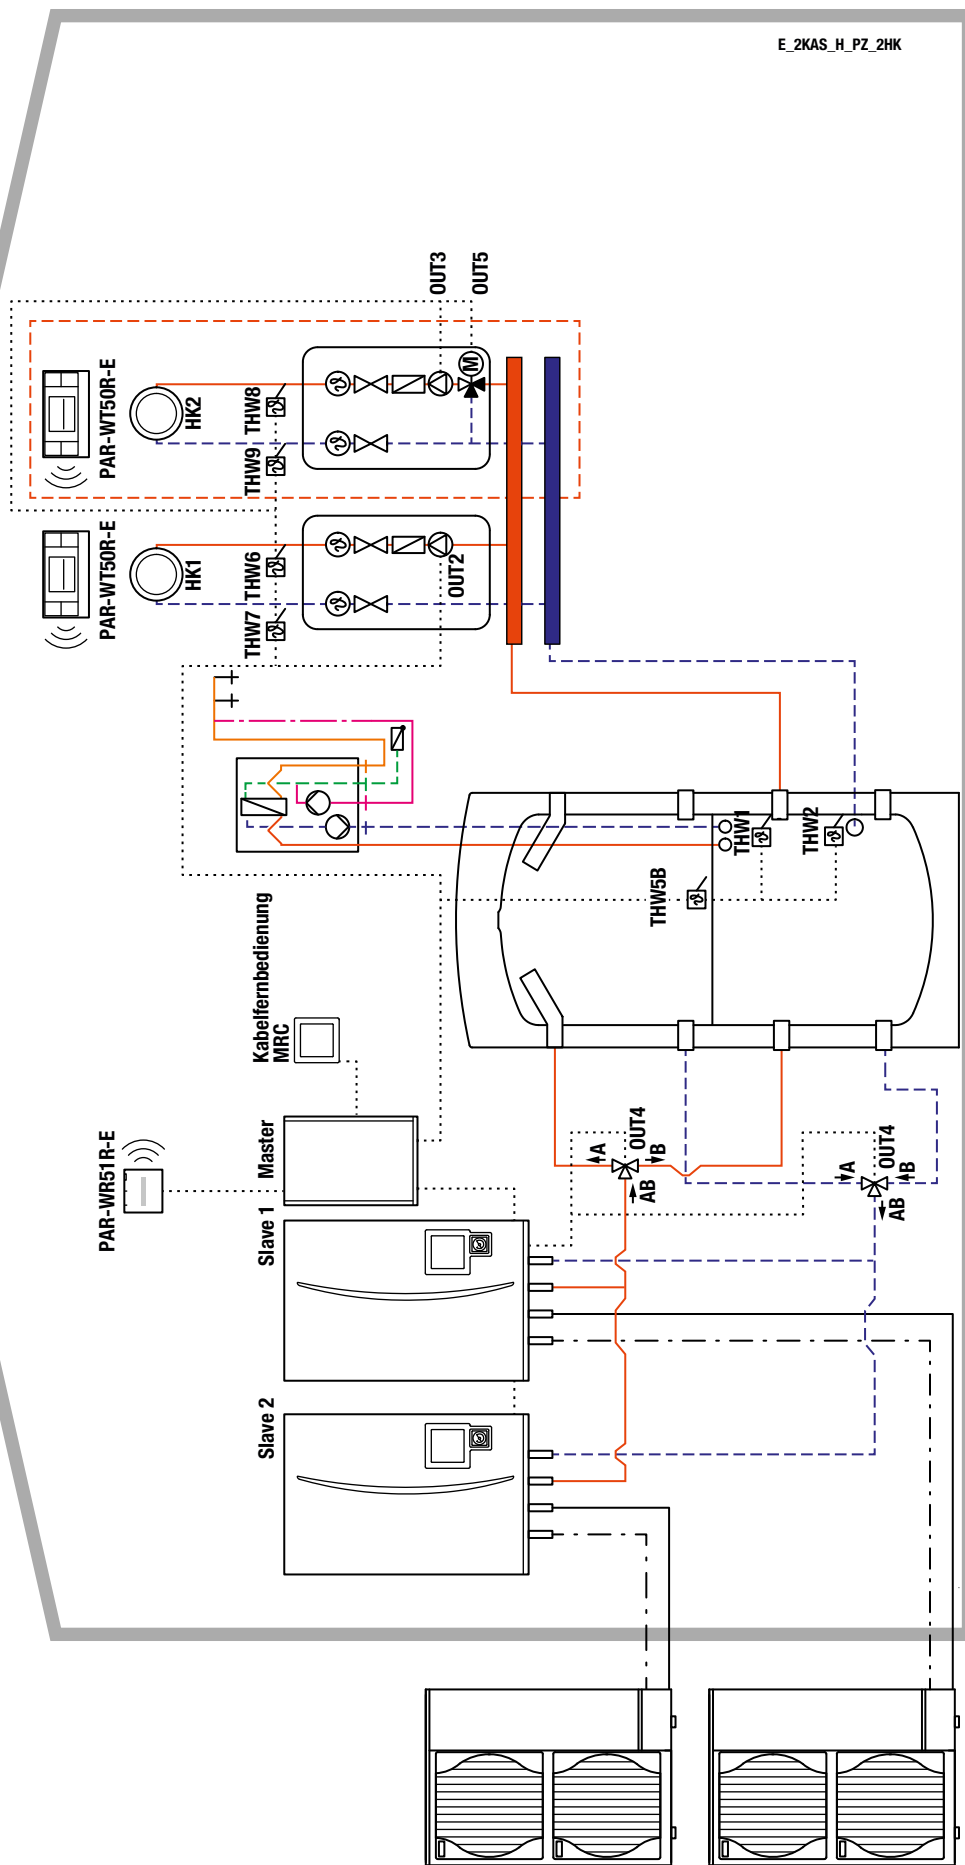 E_2KAS_H_PZ_2HK
OUT3
OUT5
PAR-WT50R-E
HK2
THW8
THW9
M
PAR-WT50R-E
HK1
THW6
THW7
OUT2
THW1
THW2
THW5B
Kabelfernbedienung
MRC
PAR-WR51R-E
Master
Slave 1
Slave 2
A
OUT4
B
AB
A
OUT4
B
AB